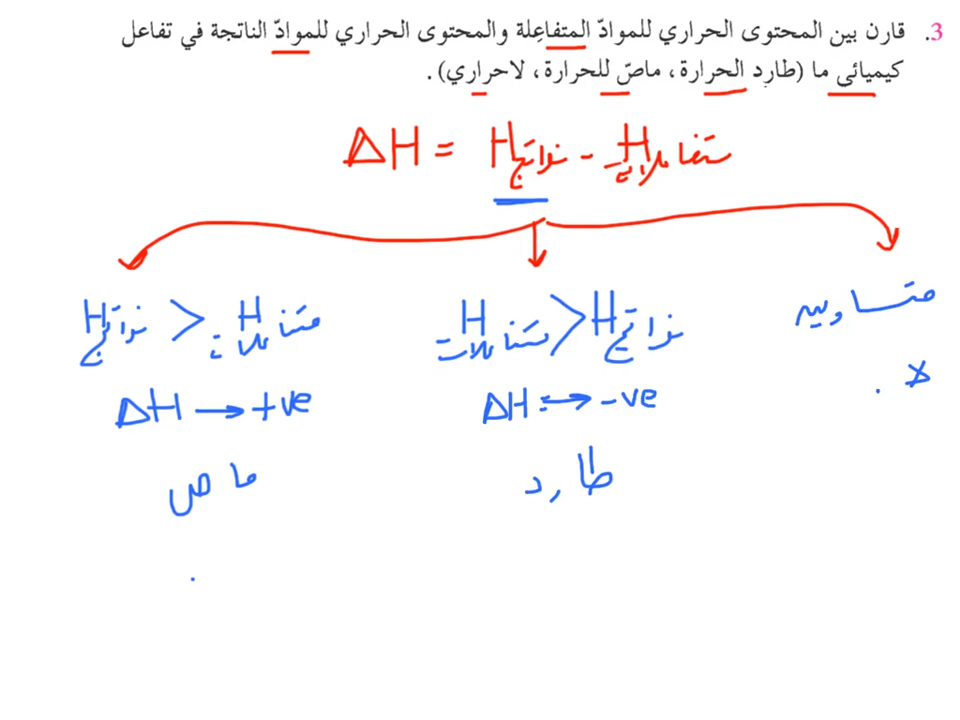 3. قارن بين المحتوى الحراري للموادّ المتفاعِلة والمحتوى الحراري للموادّ الناتجة في تفاعل
كيميائي ما (طارِد الحرارة، ماصّ للحرارة، لاحراري).
ΔH = H نواتج - H متفاعلات
H نواتج > H متفاعلات
H متفاعلات > H نواتج
متساويه
ΔH → +ve
ΔH → -ve
لا
ماص
طارد